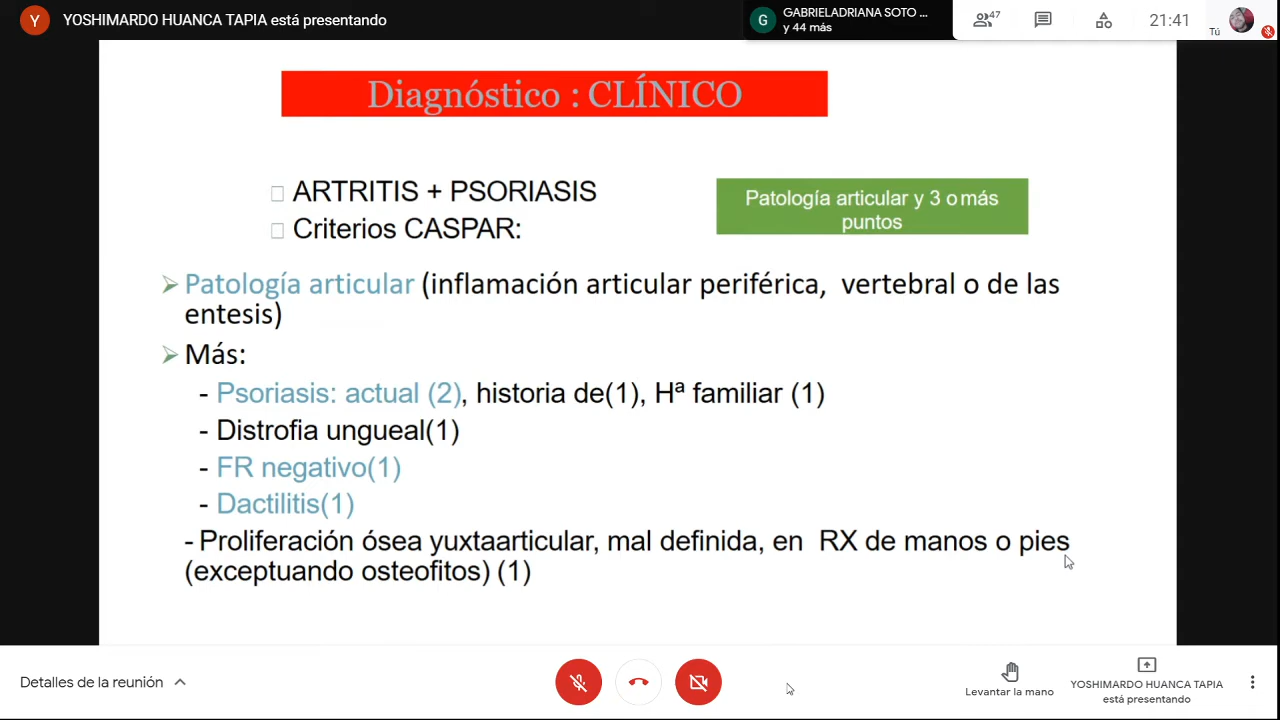 Y YOSHIMARDO HUANCA TAPIA está presentando
G GABRIELADRIANA SOTO ...
y 44 más
47
21:41
Tú
Diagnóstico : CLÍNICO
ARTRITIS + PSORIASIS
Criterios CASPAR:
Patología articular y 3 o más
puntos
Patología articular (inflamación articular periférica, vertebral o de las
entesis)
Más:
- Psoriasis: actual (2), historia de(1), Hª familiar (1)
- Distrofia ungueal(1)
- FR negativo(1)
- Dactilitis(1)
- Proliferación ósea yuxtaarticular, mal definida, en RX de manos o pies
(exceptuando osteofitos) (1)
Detalles de la reunión
Levantar la mano
YOSHIMARDO HUANCA TAPIA
está presentando